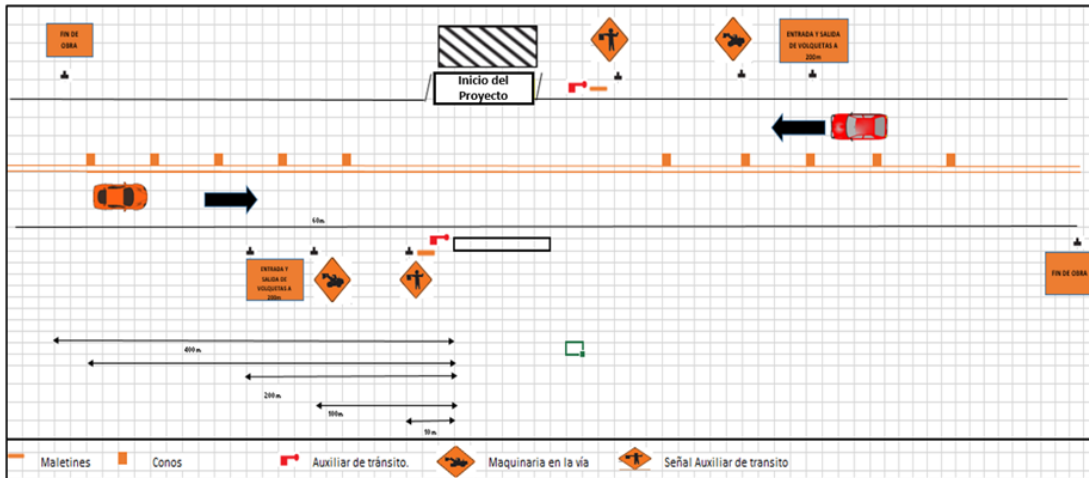 FIN DE
OBRA
ENTRADA Y SALIDA
DE VOLQUETAS A
200m
Inicio del
Proyecto
60m.
ENTRADA Y
SALIDA DE
VOLQUETAS A
200m
FIN DE OBRA
400m.
200m.
100m.
10m.
Maletines
Conos
Auxiliar de tránsito.
Maquinaria en la vía
Señal Auxiliar de transito